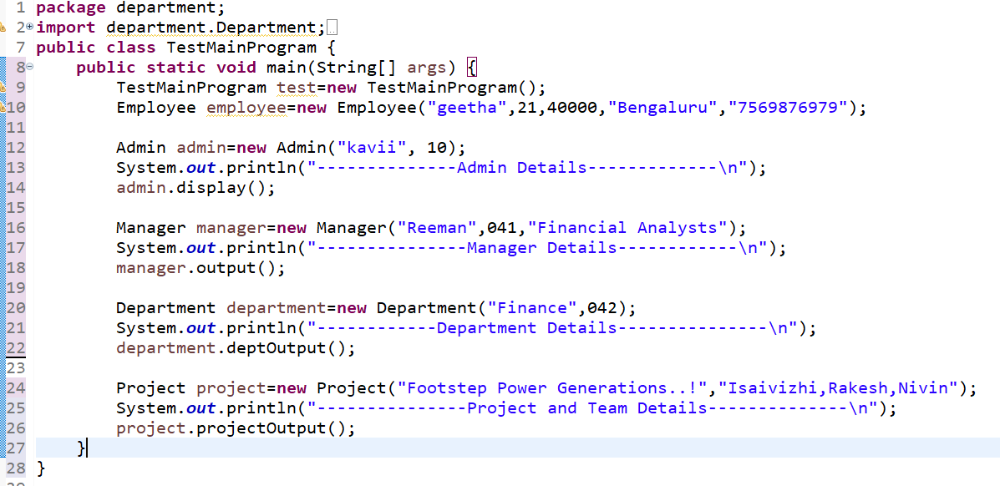 1 package department;
2 import department.Department;
7 public class TestMainProgram {
8 public static void main(String[] args) {
9 TestMainProgram test=new TestMainProgram();
10 Employee employee=new Employee("geetha",21,40000,"Bengaluru","7569876979");
11
12 Admin admin=new Admin("kavii", 10);
13 System.out.println("--------------Admin Details-------------\n");
14 admin.display();
15
16 Manager manager=new Manager("Reeman",041,"Financial Analysts");
17 System.out.println("---------------Manager Details------------\n");
18 manager.output();
19
20 Department department=new Department("Finance",042);
21 System.out.println("------------Department Details---------------\n");
22 department.deptOutput();
23
24 Project project=new Project("Footstep Power Generations..!","Isaivizhi,Rakesh,Nivin");
25 System.out.println("---------------Project and Team Details--------------\n");
26 project.projectOutput();
27 }
28 }